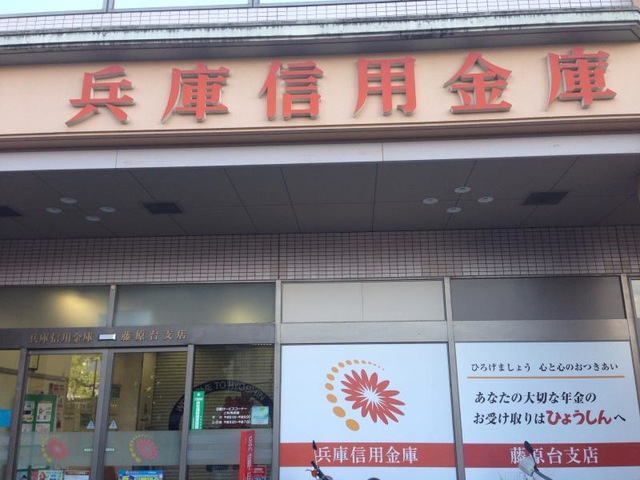 兵庫信用金庫
兵庫信用金庫 藤原台支店
WELCOME TO HYOSHIN
兵庫信用金庫
ひろげましょう 心と心のおつきあい
あなたの大切な年金の
お受け取りはひょうしんへ
藤原台支店